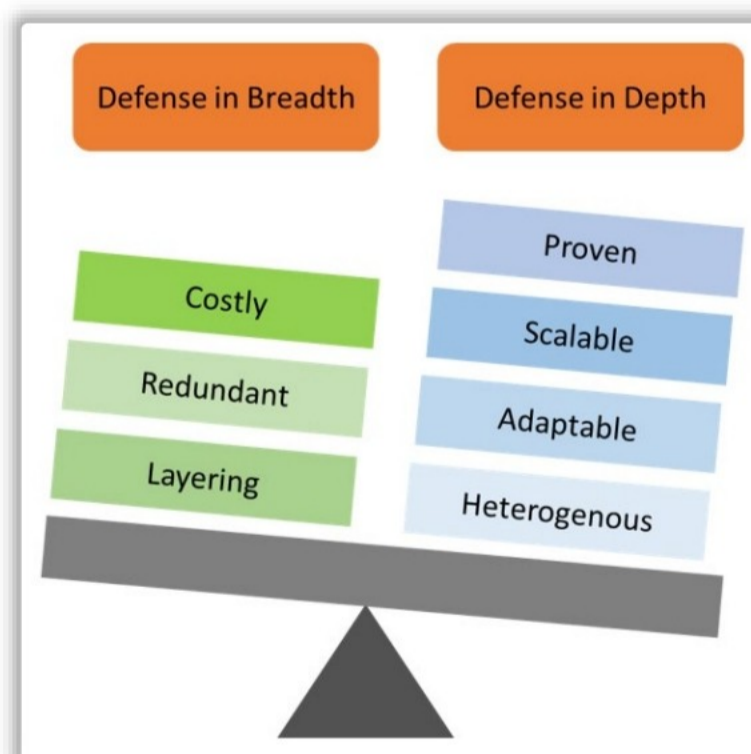 Defense in Breadth
Defense in Depth
Costly
Redundant
Layering
Proven
Scalable
Adaptable
Heterogenous